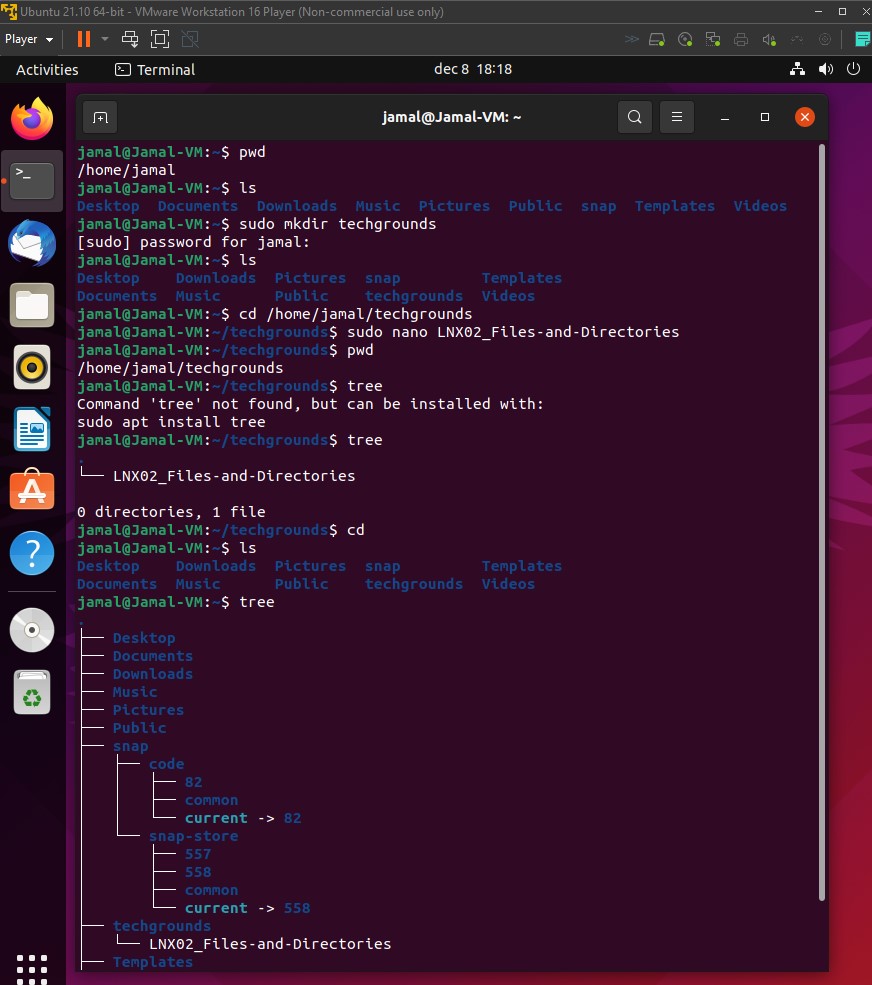 Ubuntu 21.10 64-bit - VMware Workstation 16 Player (Non-commercial use only)
Player
Activities Terminal dec 8 18:18
jamal@Jamal-VM: ~
jamal@Jamal-VM:~$ pwd
/home/jamal
jamal@Jamal-VM:~$ ls
Desktop  Documents  Downloads  Music  Pictures  Public  snap  Templates  Videos
jamal@Jamal-VM:~$ sudo mkdir techgrounds
[sudo] password for jamal:
jamal@Jamal-VM:~$ ls
Desktop    Downloads  Pictures  snap         Templates
Documents  Music      Public    techgrounds  Videos
jamal@Jamal-VM:~$ cd /home/jamal/techgrounds
jamal@Jamal-VM:~/techgrounds$ sudo nano LNX02_Files-and-Directories
jamal@Jamal-VM:~/techgrounds$ pwd
/home/jamal/techgrounds
jamal@Jamal-VM:~/techgrounds$ tree
Command 'tree' not found, but can be installed with:
sudo apt install tree
jamal@Jamal-VM:~/techgrounds$ tree
.
└── LNX02_Files-and-Directories
0 directories, 1 file
jamal@Jamal-VM:~/techgrounds$ cd
jamal@Jamal-VM:~$ ls
Desktop    Downloads  Pictures  snap         Templates
Documents  Music      Public    techgrounds  Videos
jamal@Jamal-VM:~$ tree
.
├── Desktop
├── Documents
├── Downloads
├── Music
├── Pictures
├── Public
├── snap
│   ├── code
│   │   ├── 82
│   │   ├── common
│   │   └── current -> 82
│   └── snap-store
│       ├── 557
│       ├── 558
│       ├── common
│       └── current -> 558
├── techgrounds
│   └── LNX02_Files-and-Directories
├── Templates